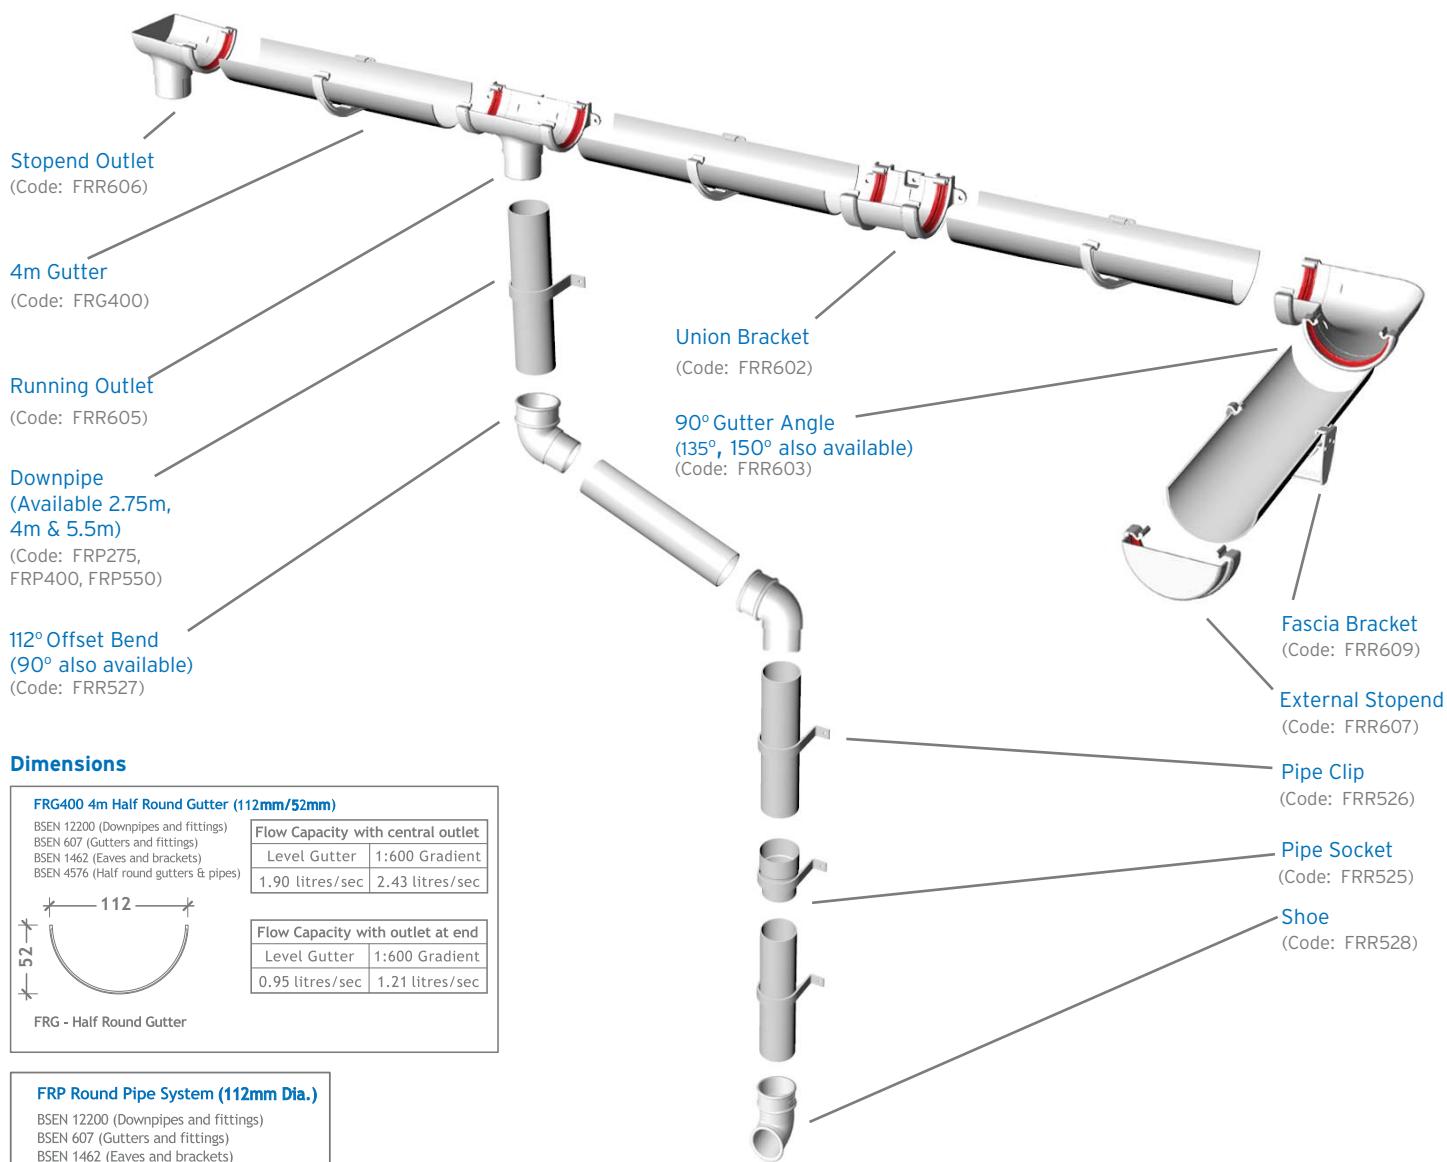 Stopend Outlet
(Code: FRR606)
4m Gutter
(Code: FRG400)
Running Outlet
(Code: FRR605)
Downpipe
(Available 2.75m,
4m & 5.5m)
(Code: FRP275,
FRP400, FRP550)
112º Offset Bend
(90º also available)
(Code: FRR527)
Union Bracket
(Code: FRR602)
90º Gutter Angle
(135º, 150º also available)
(Code: FRR603)
Fascia Bracket
(Code: FRR609)
External Stopend
(Code: FRR607)
Pipe Clip
(Code: FRR526)
Pipe Socket
(Code: FRR525)
Shoe
(Code: FRR528)
Dimensions
FRG400 4m Half Round Gutter (112mm/52mm)
BSEN 12200 (Downpipes and fittings)
BSEN 607 (Gutters and fittings)
BSEN 1462 (Eaves and brackets)
BSEN 4576 (Half round gutters & pipes)
112
52
FRG - Half Round Gutter
Flow Capacity with central outlet
Level Gutter 1:600 Gradient
1.90 litres/sec 2.43 litres/sec
Flow Capacity with outlet at end
Level Gutter 1:600 Gradient
0.95 litres/sec 1.21 litres/sec
FRP Round Pipe System (112mm Dia.)
BSEN 12200 (Downpipes and fittings)
BSEN 607 (Gutters and fittings)
BSEN 1462 (Eaves and brackets)